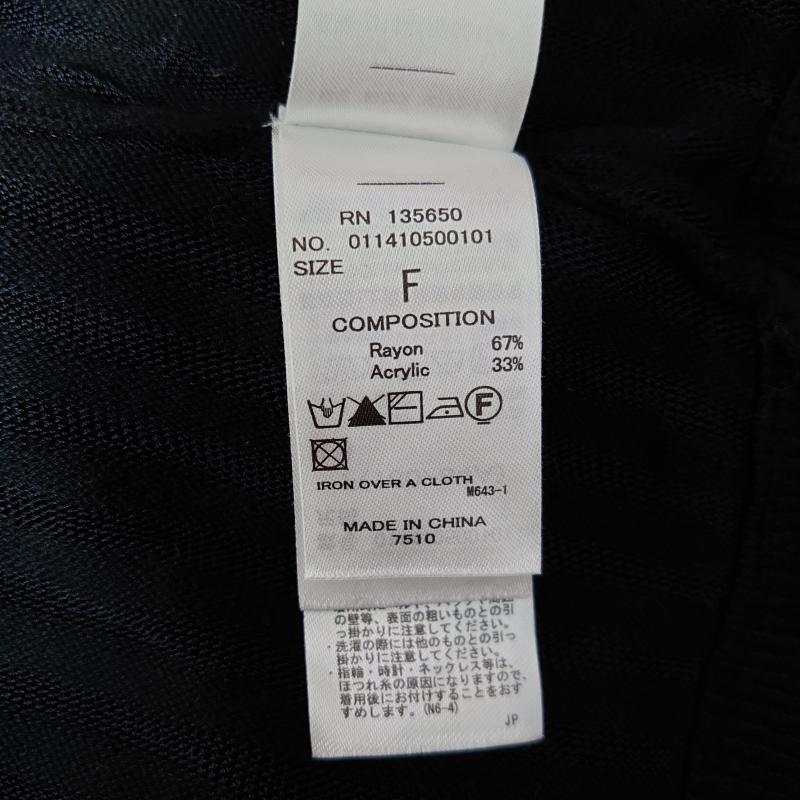 RN 135650
NO. 011410500101
SIZE
F
COMPOSITION
Rayon 67%
Acrylic 33%
F
IRON OVER A CLOTH
M643-1
MADE IN CHINA
7510
の壁等、表面の粗いものとの引
っ掛かりに注意してください。
・洗濯の際には他のものとの引っ
掛かりに注意してください。
・指輪・時計・ネックレス等は、
ほつれ糸の原因になりますので、
着用後にお付けすることをおす
すめします。(N6-4)
JP